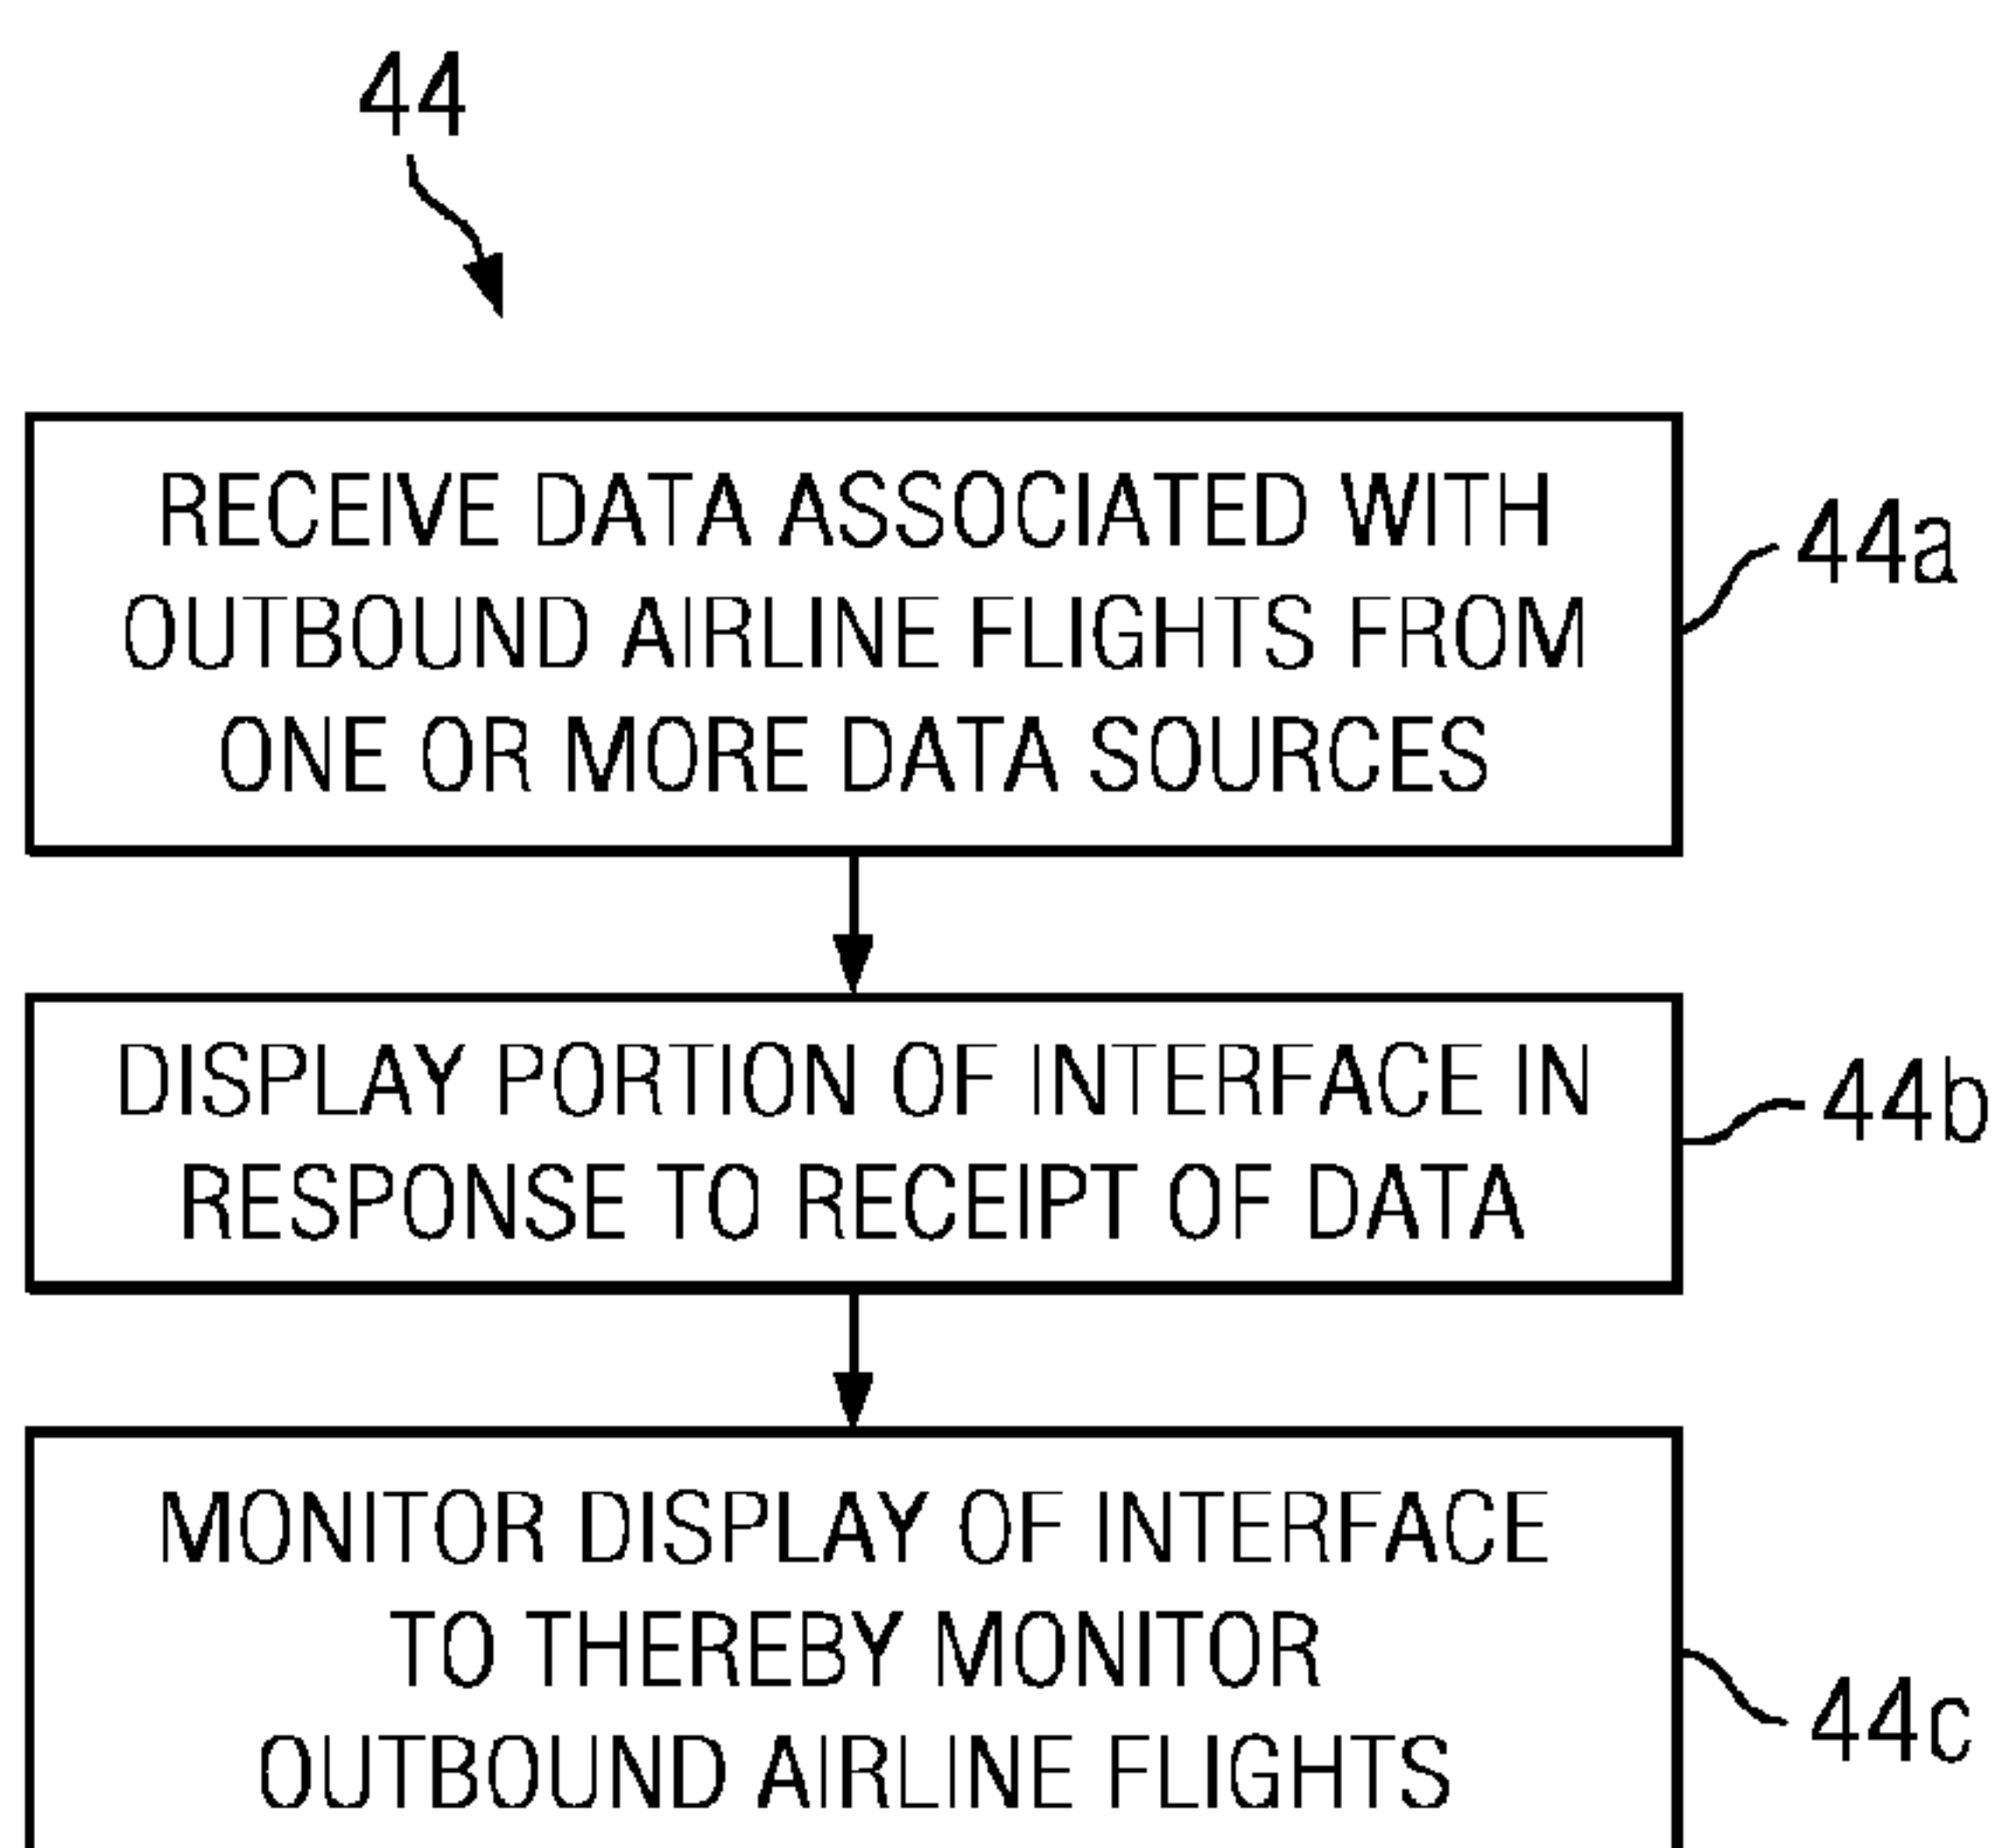 44
RECEIVE DATA ASSOCIATED WITH
OUTBOUND AIRLINE FLIGHTS FROM
ONE OR MORE DATA SOURCES
44a
DISPLAY PORTION OF INTERFACE IN
RESPONSE TO RECEIPT OF DATA
44b
MONITOR DISPLAY OF INTERFACE
TO THEREBY MONITOR
OUTBOUND AIRLINE FLIGHTS
44c